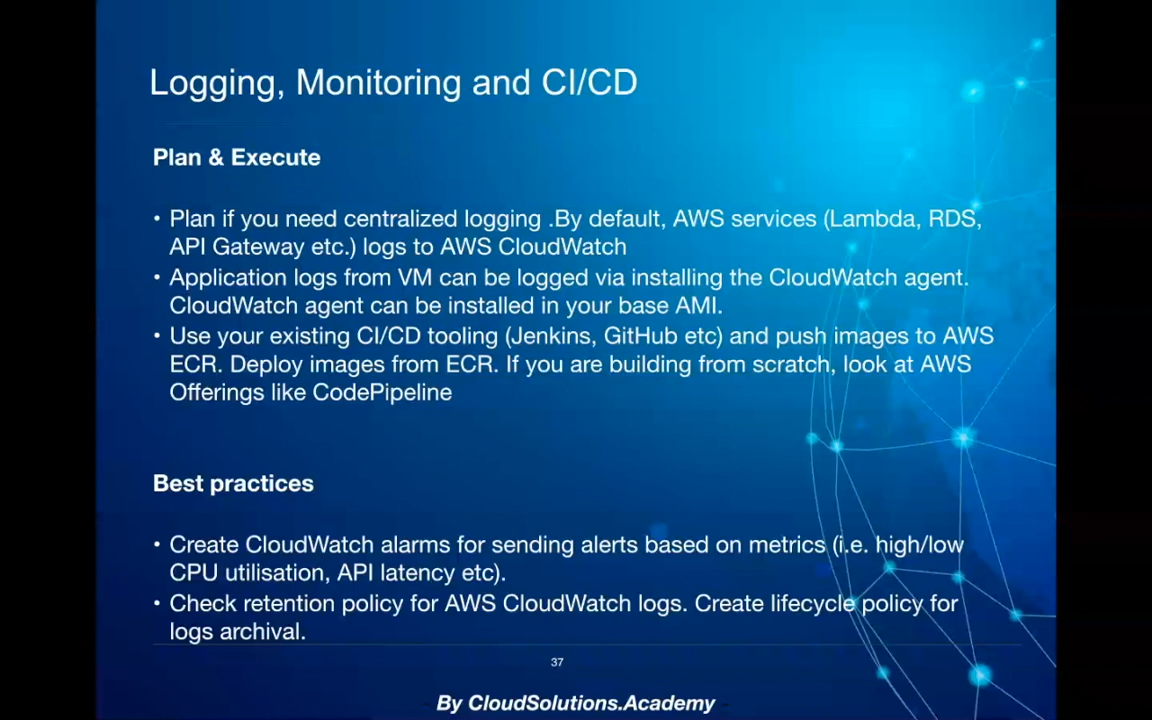 Logging, Monitoring and CI/CD
Plan & Execute
• Plan if you need centralized logging .By default, AWS services (Lambda, RDS,
API Gateway etc.) logs to AWS CloudWatch
• Application logs from VM can be logged via installing the CloudWatch agent.
CloudWatch agent can be installed in your base AMI.
• Use your existing CI/CD tooling (Jenkins, GitHub etc) and push images to AWS
ECR. Deploy images from ECR. If you are building from scratch, look at AWS
Offerings like CodePipeline
Best practices
• Create CloudWatch alarms for sending alerts based on metrics (i.e. high/low
CPU utilisation, API latency etc).
• Check retention policy for AWS CloudWatch logs. Create lifecycle policy for
logs archival.
37
By CloudSolutions.Academy